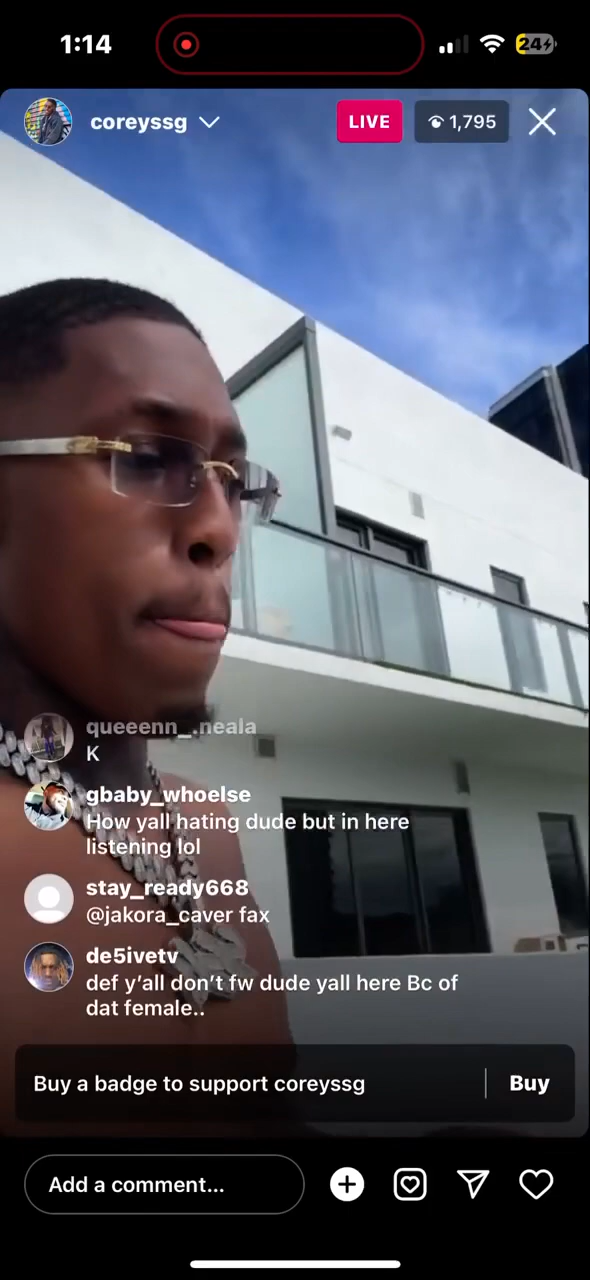 1:14
24
coreyssg
LIVE
1,795
queeenn_.neala
K
gbaby_whoelse
How yall hating dude but in here
listening lol
stay_ready668
@jakora_caver fax
de5ivetv
def y’all don’t fw dude yall here Bc of
dat female..
Buy a badge to support coreyssg
Buy
Add a comment...